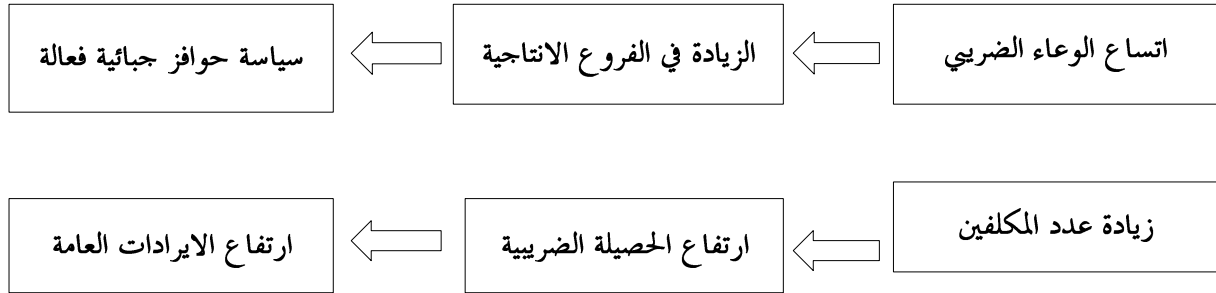 اتساع الوعاء الضريبي
الزيادة في الفروع الانتاجية
سياسة حوافز جبائية فعالة
زيادة عدد المكلفين
ارتفاع الحصيلة الضريبية
ارتفاع الايرادات العامة